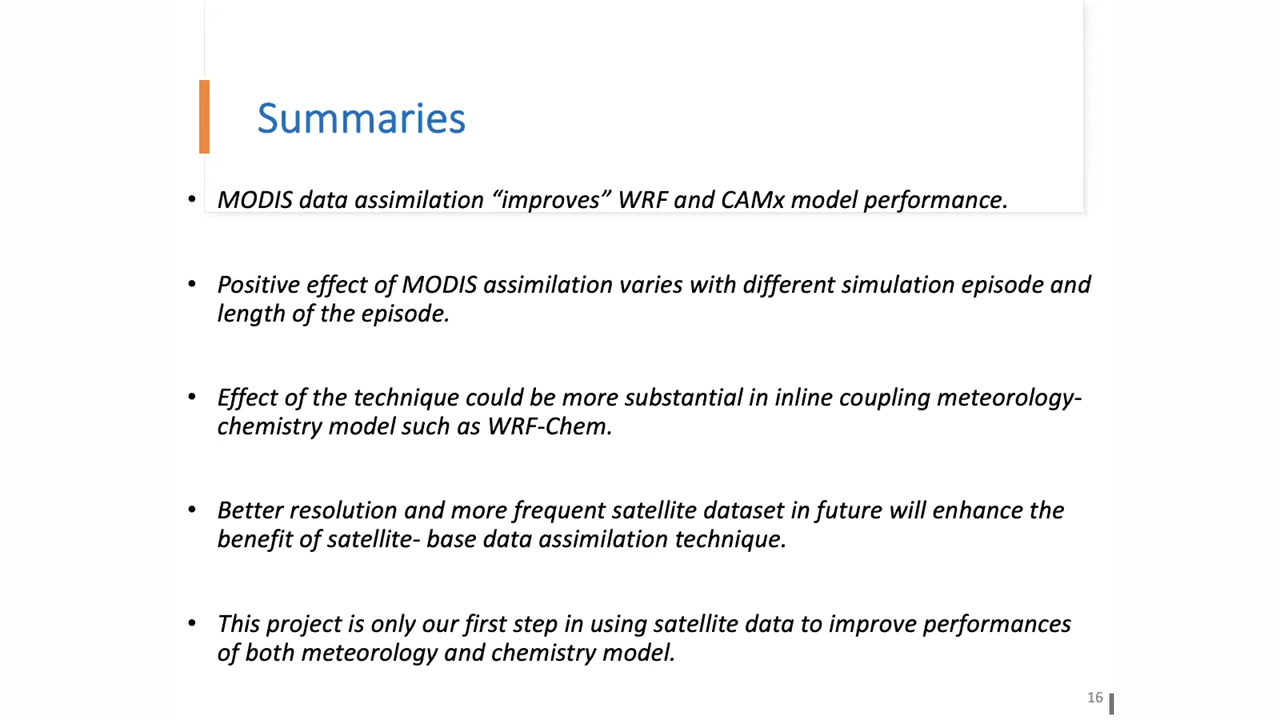 Summaries
• MODIS data assimilation “improves” WRF and CAMx model performance.
• Positive effect of MODIS assimilation varies with different simulation episode and
length of the episode.
• Effect of the technique could be more substantial in inline coupling meteorology-
chemistry model such as WRF-Chem.
• Better resolution and more frequent satellite dataset in future will enhance the
benefit of satellite- base data assimilation technique.
• This project is only our first step in using satellite data to improve performances
of both meteorology and chemistry model.
16